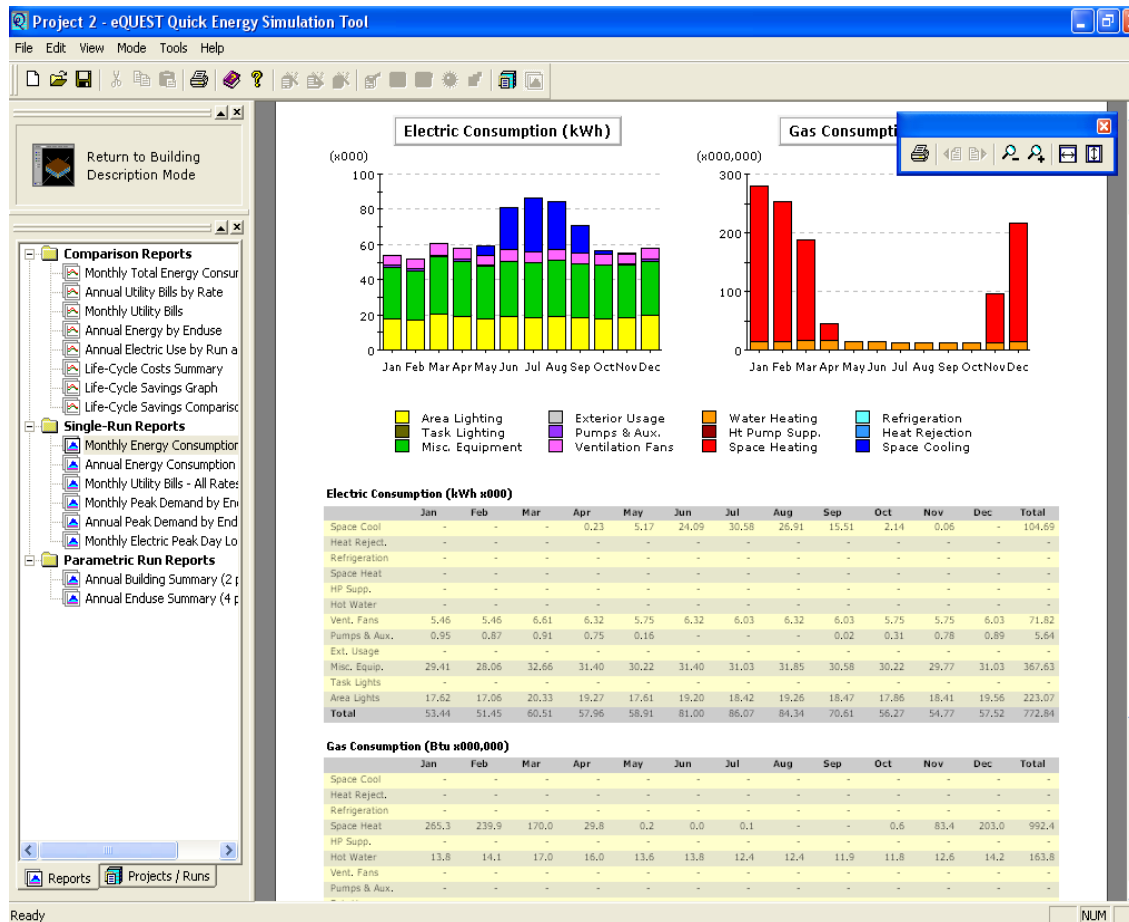 Project 2 - eQUEST Quick Energy Simulation Tool
File Edit View Mode Tools Help
Return to Building
Description Mode
Comparison Reports
Monthly Total Energy Consur
Annual Utility Bills by Rate
Monthly Utility Bills
Annual Energy by Enduse
Annual Electric Use by Run a
Life-Cycle Costs Summary
Life-Cycle Savings Graph
Life-Cycle Savings Comparisc
Single-Run Reports
Monthly Energy Consumption
Annual Energy Consumption
Monthly Utility Bills - All Rates
Monthly Peak Demand by En
Annual Peak Demand by End
Monthly Electric Peak Day Lo
Parametric Run Reports
Annual Building Summary (2 p
Annual Enduse Summary (4 p
Reports Projects / Runs
Electric Consumption (kWh)
(x000)
100
80
60
40
20
0
Jan Feb Mar Apr May Jun Jul Aug Sep Oct Nov Dec
Gas Consumpti
(x000,000)
300
200
100
0
Jan Feb Mar Apr May Jun Jul Aug Sep Oct Nov Dec
Area Lighting Exterior Usage Water Heating Refrigeration
Task Lighting Pumps & Aux. Ht Pump Supp. Heat Rejection
Misc. Equipment Ventilation Fans Space Heating Space Cooling
Electric Consumption (kWh x000)
Jan Feb Mar Apr May Jun Jul Aug Sep Oct Nov Dec Total
Space Cool - - - 0.23 5.17 24.09 30.58 26.91 15.51 2.14 0.06 - 104.69
Heat Reject. - - - - - - - - - - - - -
Refrigeration - - - - - - - - - - - - -
Space Heat - - - - - - - - - - - - -
HP Supp. - - - - - - - - - - - - -
Hot Water - - - - - - - - - - - - -
Vent. Fans 5.46 5.46 6.61 6.32 5.75 6.32 6.03 6.32 6.03 5.75 5.75 6.03 71.82
Pumps & Aux. 0.95 0.87 0.91 0.75 0.16 - - - 0.02 0.31 0.78 0.89 5.64
Ext. Usage - - - - - - - - - - - - -
Misc. Equip. 29.41 28.06 32.66 31.40 30.22 31.40 31.03 31.85 30.58 30.22 29.77 31.03 367.63
Task Lights - - - - - - - - - - - - -
Area Lights 17.62 17.06 20.33 19.27 17.61 19.20 18.42 19.26 18.47 17.86 18.41 19.56 223.07
Total 53.44 51.45 60.51 57.96 58.91 81.00 86.07 84.34 70.61 56.27 54.77 57.52 772.84
Gas Consumption (Btu x000,000)
Jan Feb Mar Apr May Jun Jul Aug Sep Oct Nov Dec Total
Space Cool - - - - - - - - - - - - -
Heat Reject. - - - - - - - - - - - - -
Refrigeration - - - - - - - - - - - - -
Space Heat 265.3 239.9 170.0 29.8 0.2 0.0 0.1 - - 0.6 83.4 203.0 992.4
HP Supp. - - - - - - - - - - - - -
Hot Water 13.8 14.1 17.0 16.0 13.6 13.8 12.4 12.4 11.9 11.8 12.6 14.2 163.8
Vent. Fans - - - - - - - - - - - - -
Pumps & Aux. - - - - - - - - - - - - -
Ready
NUM